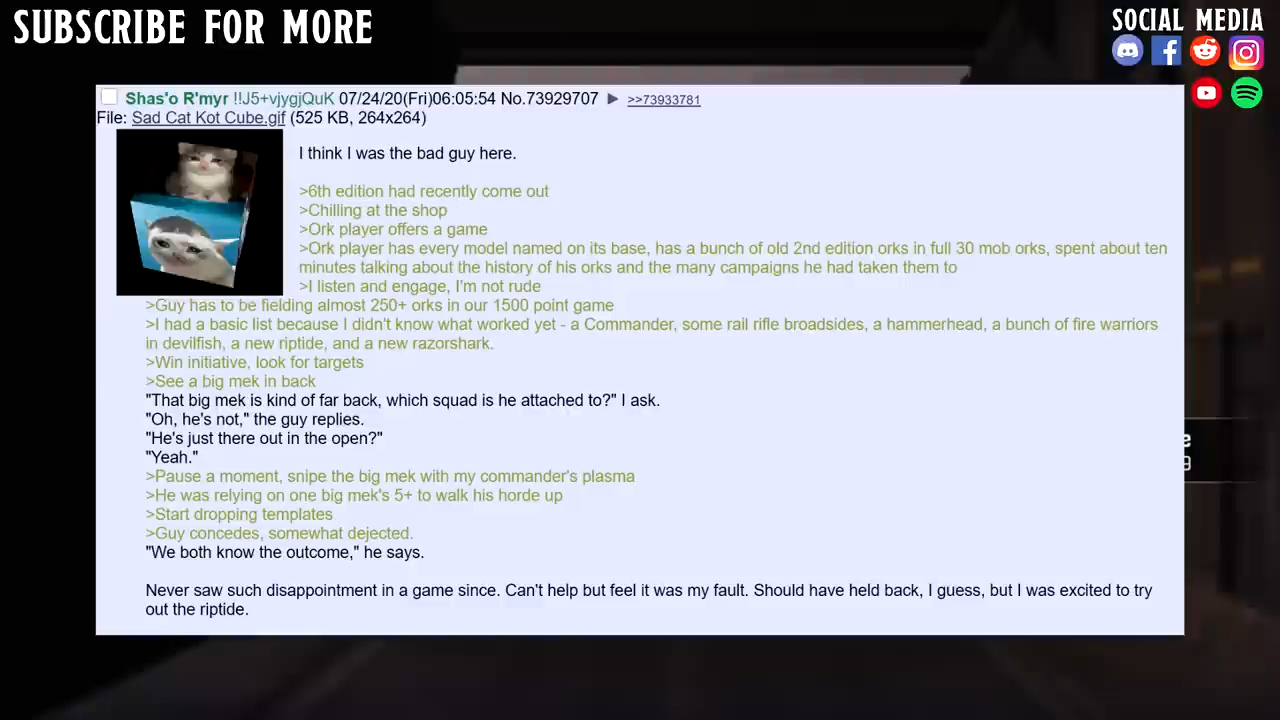 SUBSCRIBE FOR MORE
SOCIAL MEDIA
Shas'o R'myr !!J5+vjygjQuK 07/24/20(Fri)06:05:54 No.73929707 ▶ >>73933781
File: Sad Cat Kot Cube.gif (525 KB, 264x264)
I think I was the bad guy here.
>6th edition had recently come out
>Chilling at the shop
>Ork player offers a game
>Ork player has every model named on its base, has a bunch of old 2nd edition orks in full 30 mob orks, spent about ten
minutes talking about the history of his orks and the many campaigns he had taken them to
>I listen and engage, I'm not rude
>Guy has to be fielding almost 250+ orks in our 1500 point game
>I had a basic list because I didn't know what worked yet - a Commander, some rail rifle broadsides, a hammerhead, a bunch of fire warriors
in devilfish, a new riptide, and a new razorshark.
>Win initiative, look for targets
>See a big mek in back
"That big mek is kind of far back, which squad is he attached to?" I ask.
"Oh, he's not," the guy replies.
"He's just there out in the open?"
"Yeah."
>Pause a moment, snipe the big mek with my commander's plasma
>He was relying on one big mek's 5+ to walk his horde up
>Start dropping templates
>Guy concedes, somewhat dejected.
"We both know the outcome," he says.
Never saw such disappointment in a game since. Can't help but feel it was my fault. Should have held back, I guess, but I was excited to try
out the riptide.